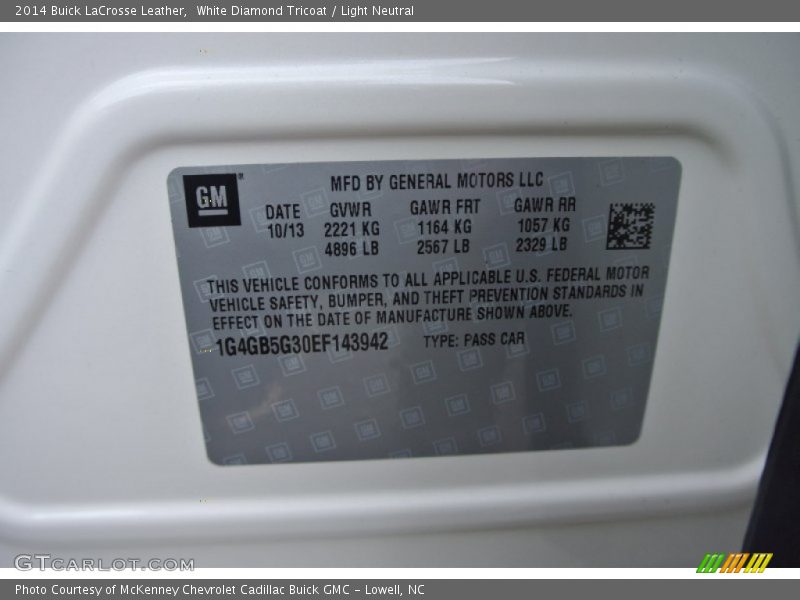 2014 Buick LaCrosse Leather,  White Diamond Tricoat / Light Neutral
GM™
MFD BY GENERAL MOTORS LLC
DATE GVWR GAWR FRT GAWR RR
10/13 2221 KG 1164 KG 1057 KG
4896 LB 2567 LB 2329 LB
THIS VEHICLE CONFORMS TO ALL APPLICABLE U.S. FEDERAL MOTOR
VEHICLE SAFETY, BUMPER, AND THEFT PREVENTION STANDARDS IN
EFFECT ON THE DATE OF MANUFACTURE SHOWN ABOVE.
1G4GB5G30EF143942 TYPE: PASS CAR
GTCARLOT.COM
Photo Courtesy of McKenney Chevrolet Cadillac Buick GMC - Lowell, NC